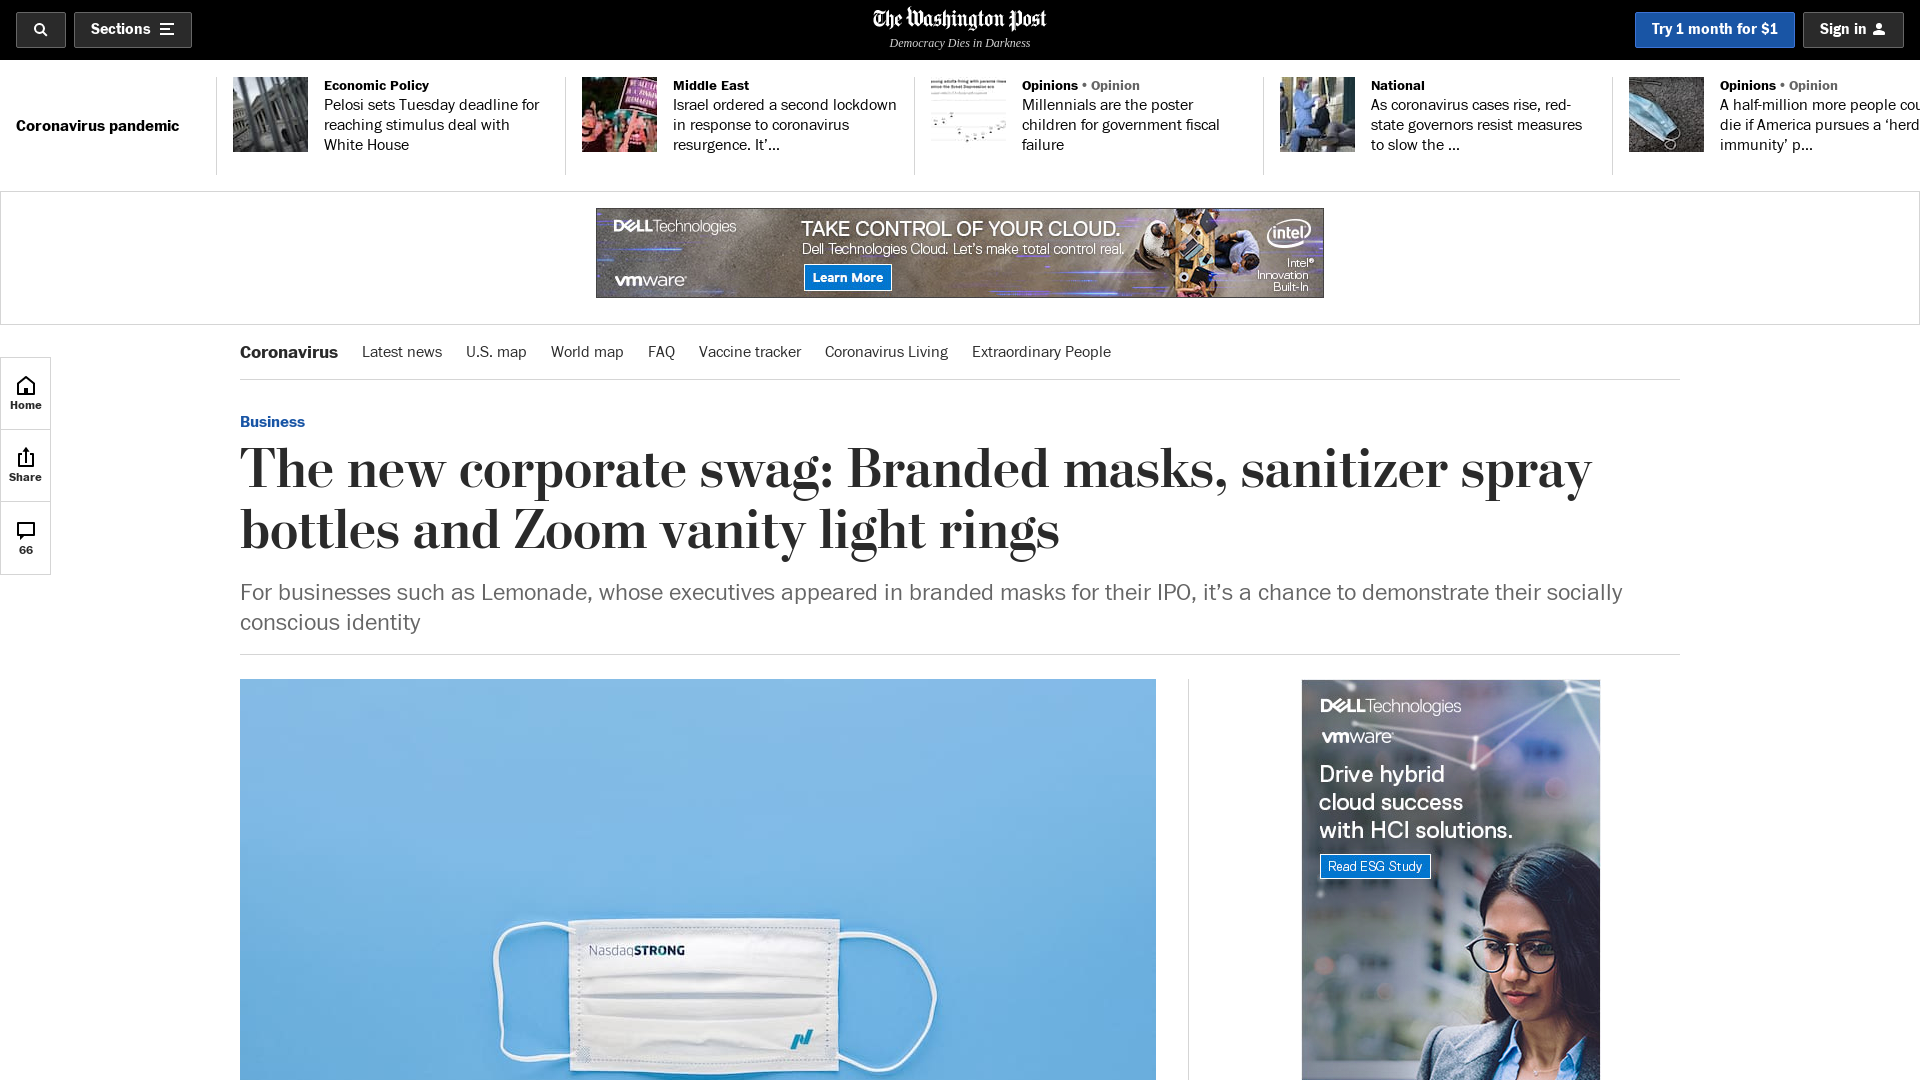 Sections
The Washington Post
Democracy Dies in Darkness
Try 1 month for $1
Sign in
Coronavirus pandemic
Economic Policy
Pelosi sets Tuesday deadline for
reaching stimulus deal with
White House
Middle East
Israel ordered a second lockdown
in response to coronavirus
resurgence. It’s...
Opinions • Opinion
Millennials are the poster
children for government fiscal
failure
National
As coronavirus cases rise, red-
state governors resist measures
to slow the ...
Opinions • Opinion
A half-million more people cou
die if America pursues a ‘herd
immunity’ p...
DELLTechnologies
vmware
TAKE CONTROL OF YOUR CLOUD.
Dell Technologies Cloud. Let’s make total control real.
Learn More
intel
Intel®
Innovation
Built-In
Coronavirus Latest news U.S. map World map FAQ Vaccine tracker Coronavirus Living Extraordinary People
Home
Share
66
Business
The new corporate swag: Branded masks, sanitizer spray
bottles and Zoom vanity light rings
For businesses such as Lemonade, whose executives appeared in branded masks for their IPO, it’s a chance to demonstrate their socially
conscious identity
NasdaqSTRONG
DELLTechnologies
vmware
Drive hybrid
cloud success
with HCI solutions.
Read ESG Study